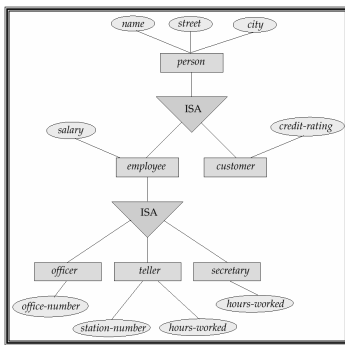 name street city
person
ISA
salary credit-rating
employee customer
ISA
officer teller secretary
office-number hours-worked
station-number hours-worked